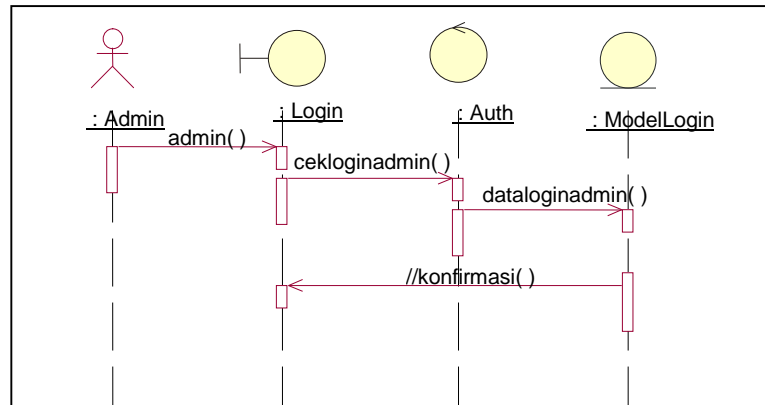 : Admin
: Login
: Auth
: ModelLogin
admin( )
cekloginadmin( )
dataloginadmin( )
//konfirmasi( )